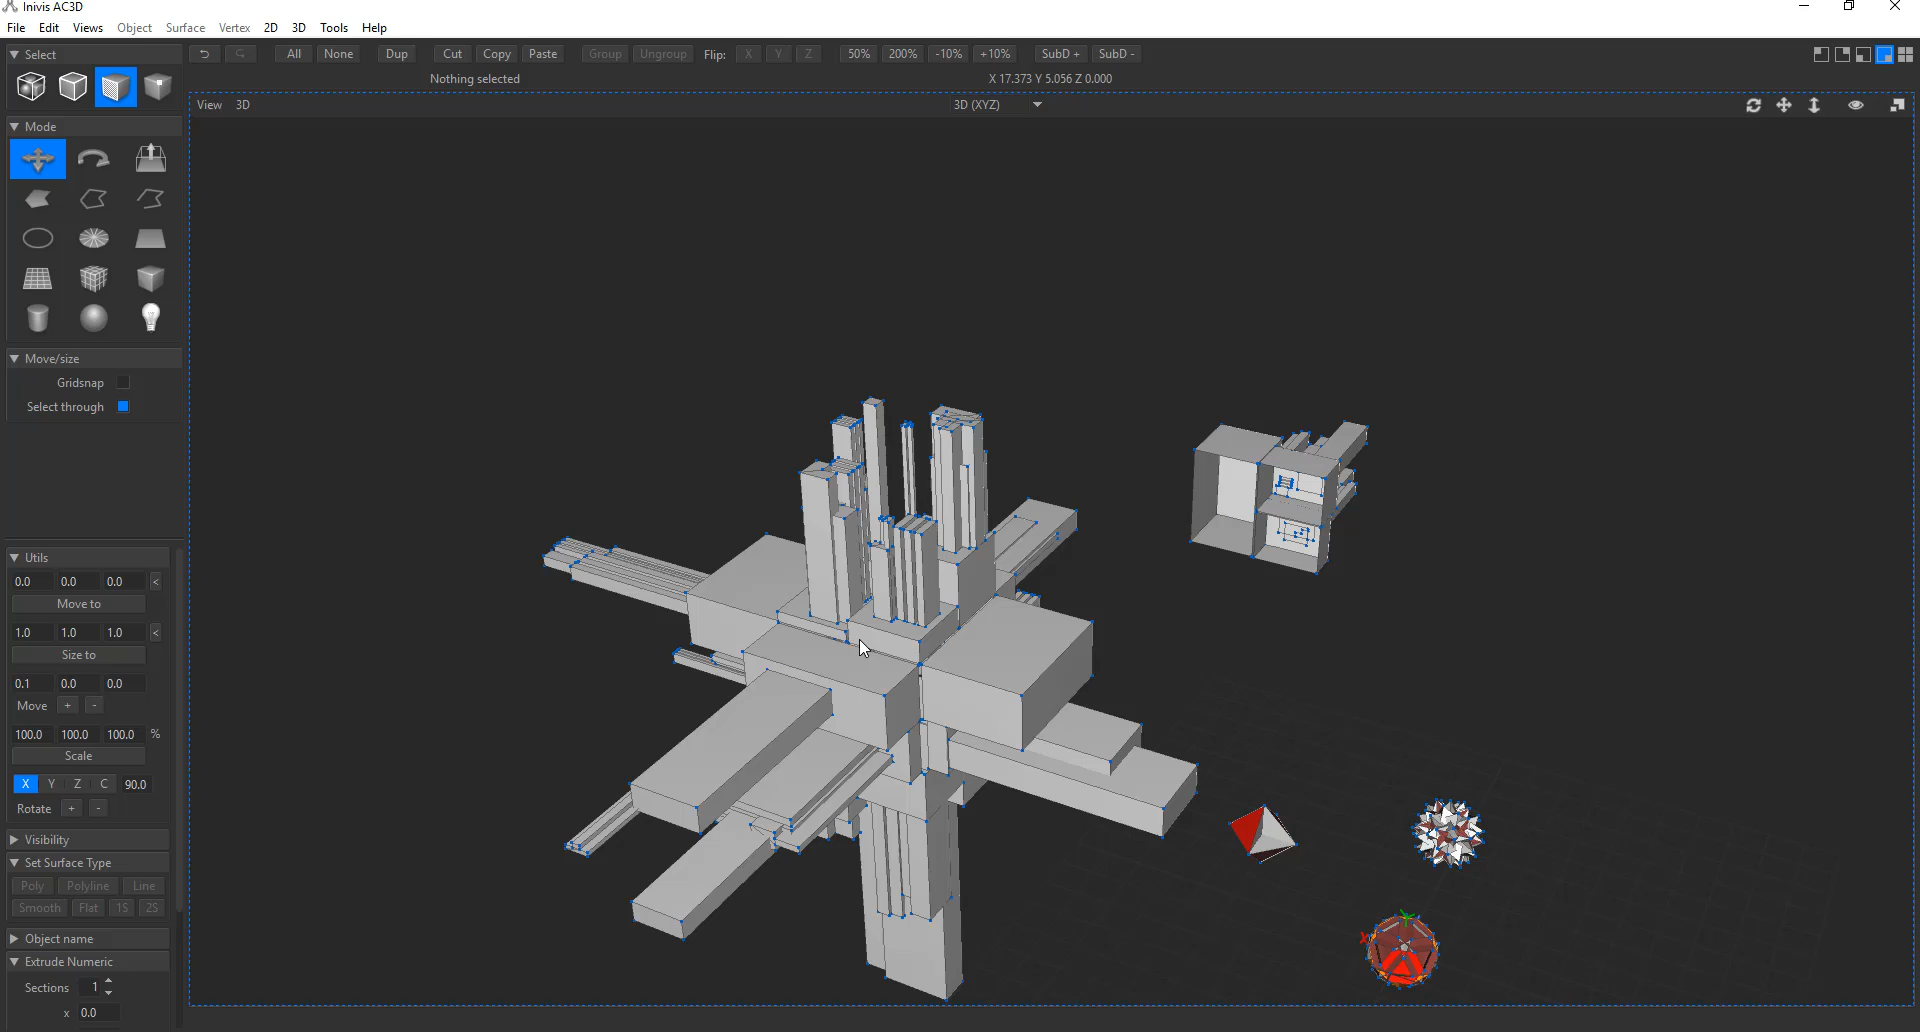 Inivis AC3D
File Edit Views Object Surface Vertex 2D 3D Tools Help
Select
All None Dup Cut Copy Paste Group Ungroup Flip: X Y Z 50% 200% -10% +10% SubD + SubD -
Nothing selected X 17.373 Y 5.056 Z 0.000
View 3D 3D (XYZ)
Mode
Move/size
Gridsnap
Select through
Utils
0.0 0.0 0.0 <
Move to
1.0 1.0 1.0 <
Size to
0.1 0.0 0.0
Move + -
100.0 100.0 100.0 %
Scale
X Y Z C 90.0
Rotate + -
Visibility
Set Surface Type
Poly Polyline Line
Smooth Flat 1S 2S
Object name
Extrude Numeric
Sections 1
x 0.0
X
Y